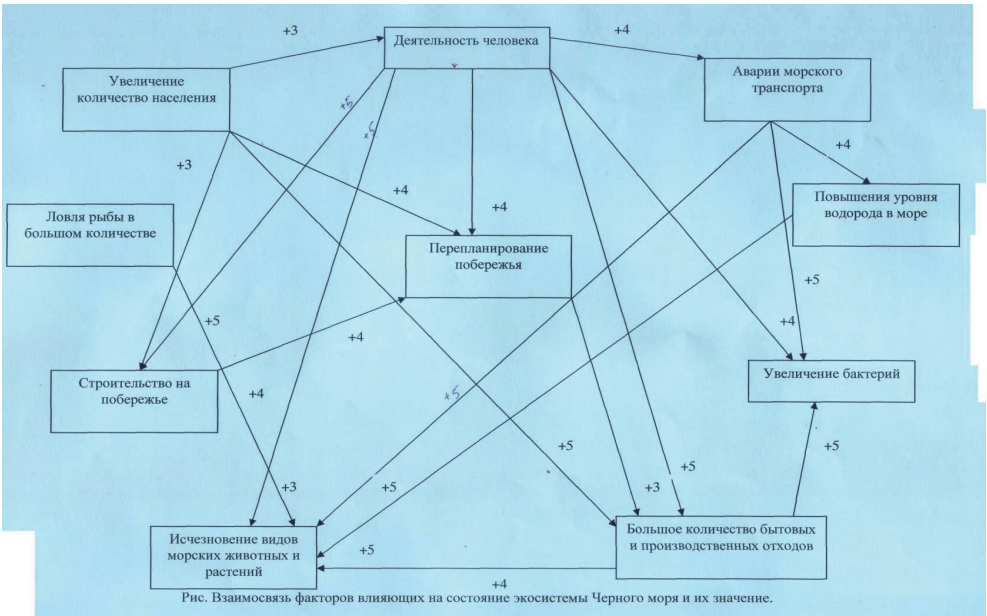 +3
Деятельность человека
+4
Увеличение
количество населения
Аварии морского
транспорта
+5
+5
+4
+3
+4
Повышения уровня
водорода в море
Ловля рыбы в
большом количестве
+4
Перепланирование
побережья
+5
+5
+4
+4
Строительство на
побережье
Увеличение бактерий
+4
+5
+5
+5
+5
+3
+5
+3
Исчезновение видов
морских животных и
растений
Большое количество бытовых
и производственных отходов
+5
+4
Рис. Взаимосвязь факторов влияющих на состояние экосистемы Черного моря и их значение.